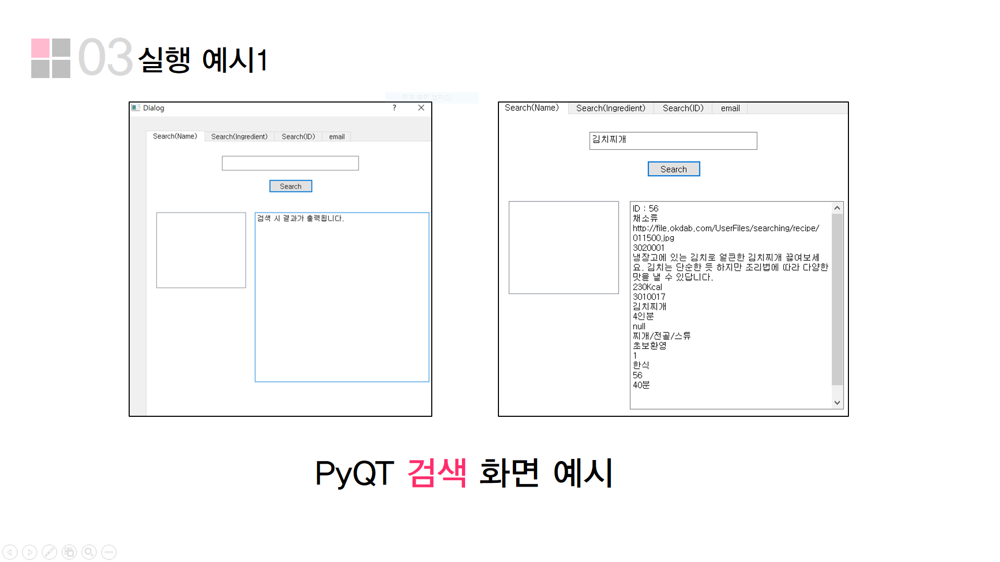 03 실행 예시1
전체 화면 캡처(S)
Dialog
Search(Name) Search(Ingredient) Search(ID) email
Search
검색 시 결과가 출력됩니다.
Search(Name) Search(Ingredient) Search(ID) email
김치찌개
Search
ID : 56
채소류
http://file.okdab.com/UserFiles/searching/recipe/
011500.jpg
3020001
냉장고에 있는 김치로 얼큰한 김치찌개 끓여보세
요. 김치는 단순한 듯 하지만 조리법에 따라 다양한
맛을 낼 수 있답니다.
230Kcal
3010017
김치찌개
4인분
null
찌개/전골/스튜
초보환영
1
한식
56
40분
PyQT 검색 화면 예시